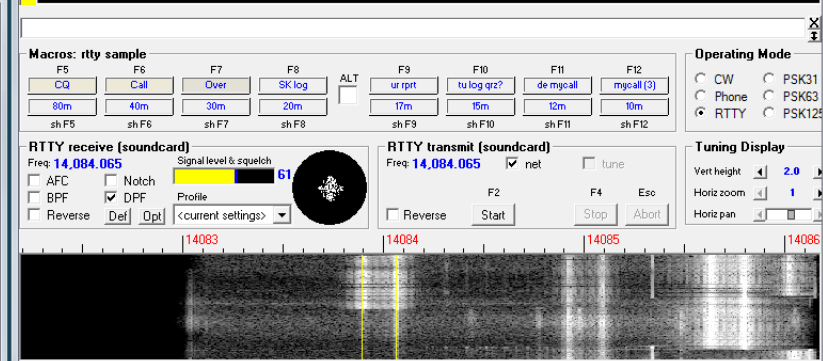 Macros: rtty sample
F5 F6 F7 F8 ALT F9 F10 F11 F12
CQ Call Over SK log ur rprt tu log qrz? de mycall mycall (3)
80m 40m 30m 20m 17m 15m 12m 10m
sh F5 sh F6 sh F7 sh F8 sh F9 sh F10 sh F11 sh F12
Operating Mode
CW PSK31
Phone PSK63
RTTY PSK125
RTTY receive (soundcard)
Freq: 14,084.065 Signal level & squelch 61
AFC Notch
BPF DPF Profile
Reverse Def Opt <current settings>
RTTY transmit (soundcard)
Freq: 14,084.065 net tune
F2 F4 Esc
Reverse Start Stop Abort
Tuning Display
Vert height 2.0
Horiz zoom 1
Horiz pan
14083 14084 14085 14086